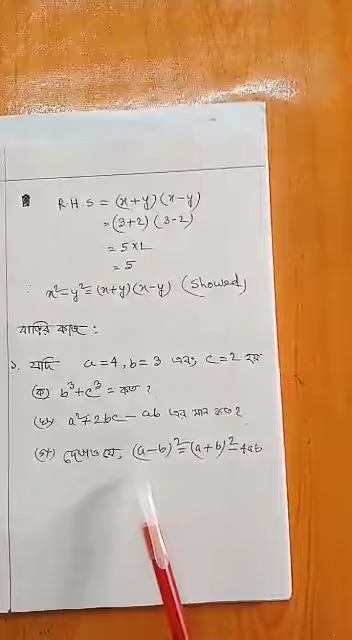 R.H.S = (x+y) (x-y)
= (3+2) (3-2)
= 5×1
= 5
∴ x²-y² = (x+y) (x-y) (Showed)
বাড়ির কাজ :
১. যদি a = 4, b = 3 এবং c = 2 হয়
(ক) b³+c³ = কত ?
(খ) a²+2bc - ab এর মান কত ?
(গ) দেখাও যে, (a-b)² = (a+b)² - 4ab